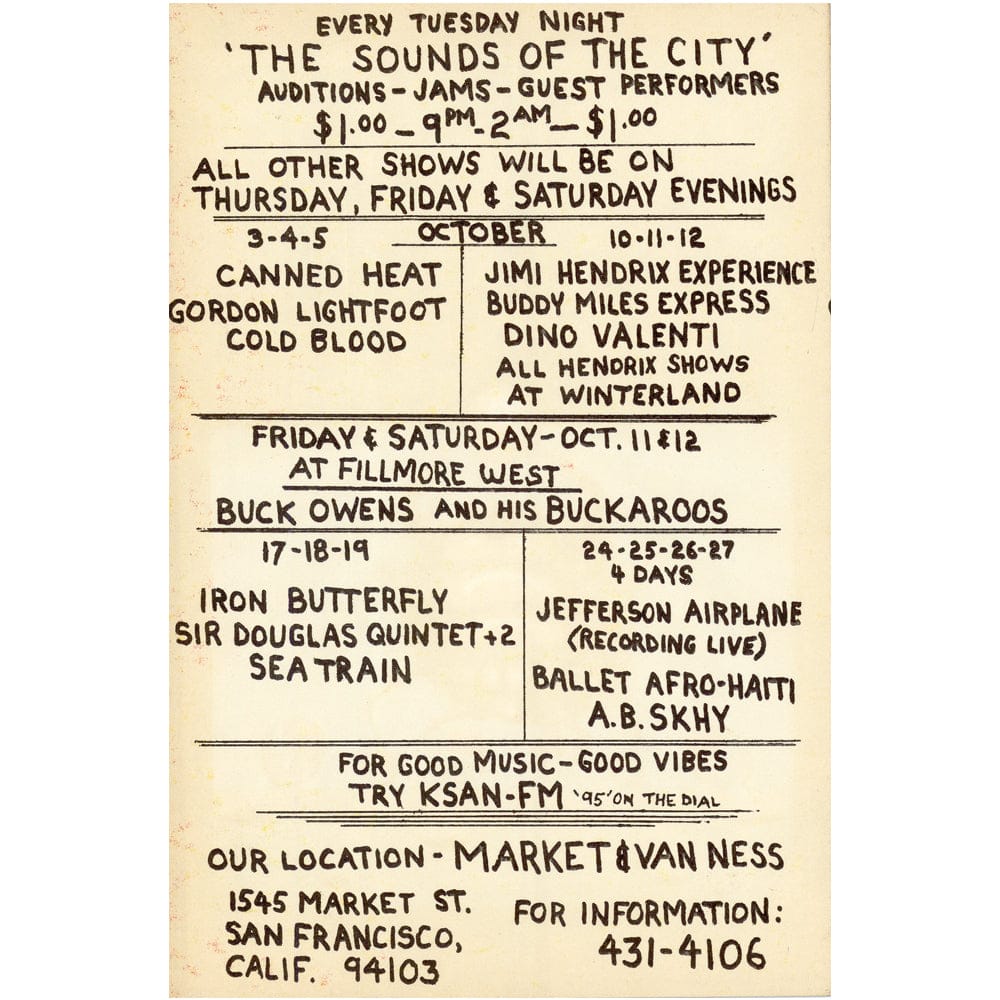 EVERY TUESDAY NIGHT
'THE SOUNDS OF THE CITY'
AUDITIONS - JAMS - GUEST PERFORMERS
$1.00 - 9PM - 2AM - $1.00
ALL OTHER SHOWS WILL BE ON
THURSDAY, FRIDAY & SATURDAY EVENINGS
OCTOBER
3-4-5
CANNED HEAT
GORDON LIGHTFOOT
COLD BLOOD
10-11-12
JIMI HENDRIX EXPERIENCE
BUDDY MILES EXPRESS
DINO VALENTI
ALL HENDRIX SHOWS
AT WINTERLAND
FRIDAY & SATURDAY - OCT. 11 & 12
AT FILLMORE WEST
BUCK OWENS AND HIS BUCKAROOS
17-18-19
IRON BUTTERFLY
SIR DOUGLAS QUINTET+2
SEA TRAIN
24-25-26-27
4 DAYS
JEFFERSON AIRPLANE
(RECORDING LIVE)
BALLET AFRO-HAITI
A.B. SKHY
FOR GOOD MUSIC - GOOD VIBES
TRY KSAN-FM '95' ON THE DIAL
OUR LOCATION - MARKET & VAN NESS
1545 MARKET ST.
SAN FRANCISCO,
CALIF. 94103
FOR INFORMATION:
431-4106